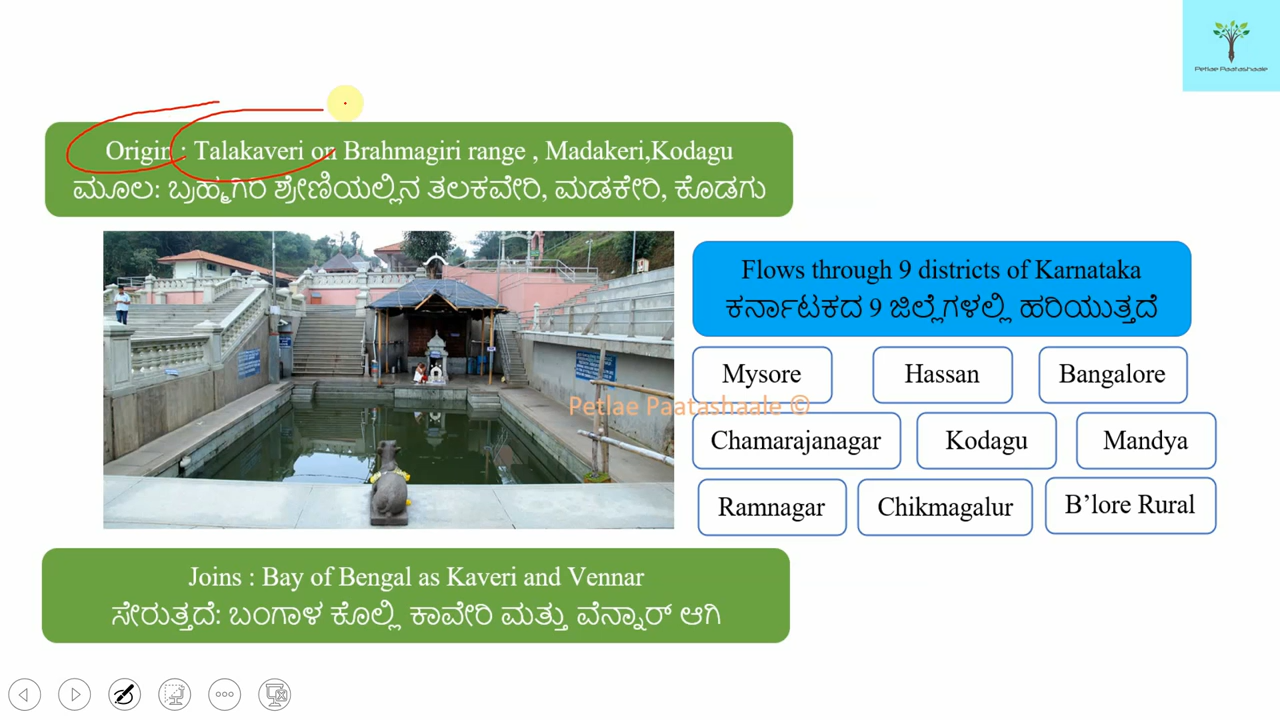 Petlae Paatashaale
Origin : Talakaveri on Brahmagiri range , Madakeri,Kodagu
ಮೂಲ: ಬ್ರಹ್ಮಗಿರಿ ಶ್ರೇಣಿಯಲ್ಲಿನ ತಲಕವೇರಿ, ಮಡಕೇರಿ, ಕೊಡಗು
Flows through 9 districts of Karnataka
ಕರ್ನಾಟಕದ 9 ಜಿಲ್ಲೆಗಳಲ್ಲಿ ಹರಿಯುತ್ತದೆ
Mysore Hassan Bangalore
Petlae Paatashaale ©
Chamarajanagar Kodagu Mandya
Ramnagar Chikmagalur B’lore Rural
Joins : Bay of Bengal as Kaveri and Vennar
ಸೇರುತ್ತದೆ: ಬಂಗಾಳ ಕೊಲ್ಲಿ ಕಾವೇರಿ ಮತ್ತು ವೆನ್ನಾರ್ ಆಗಿ